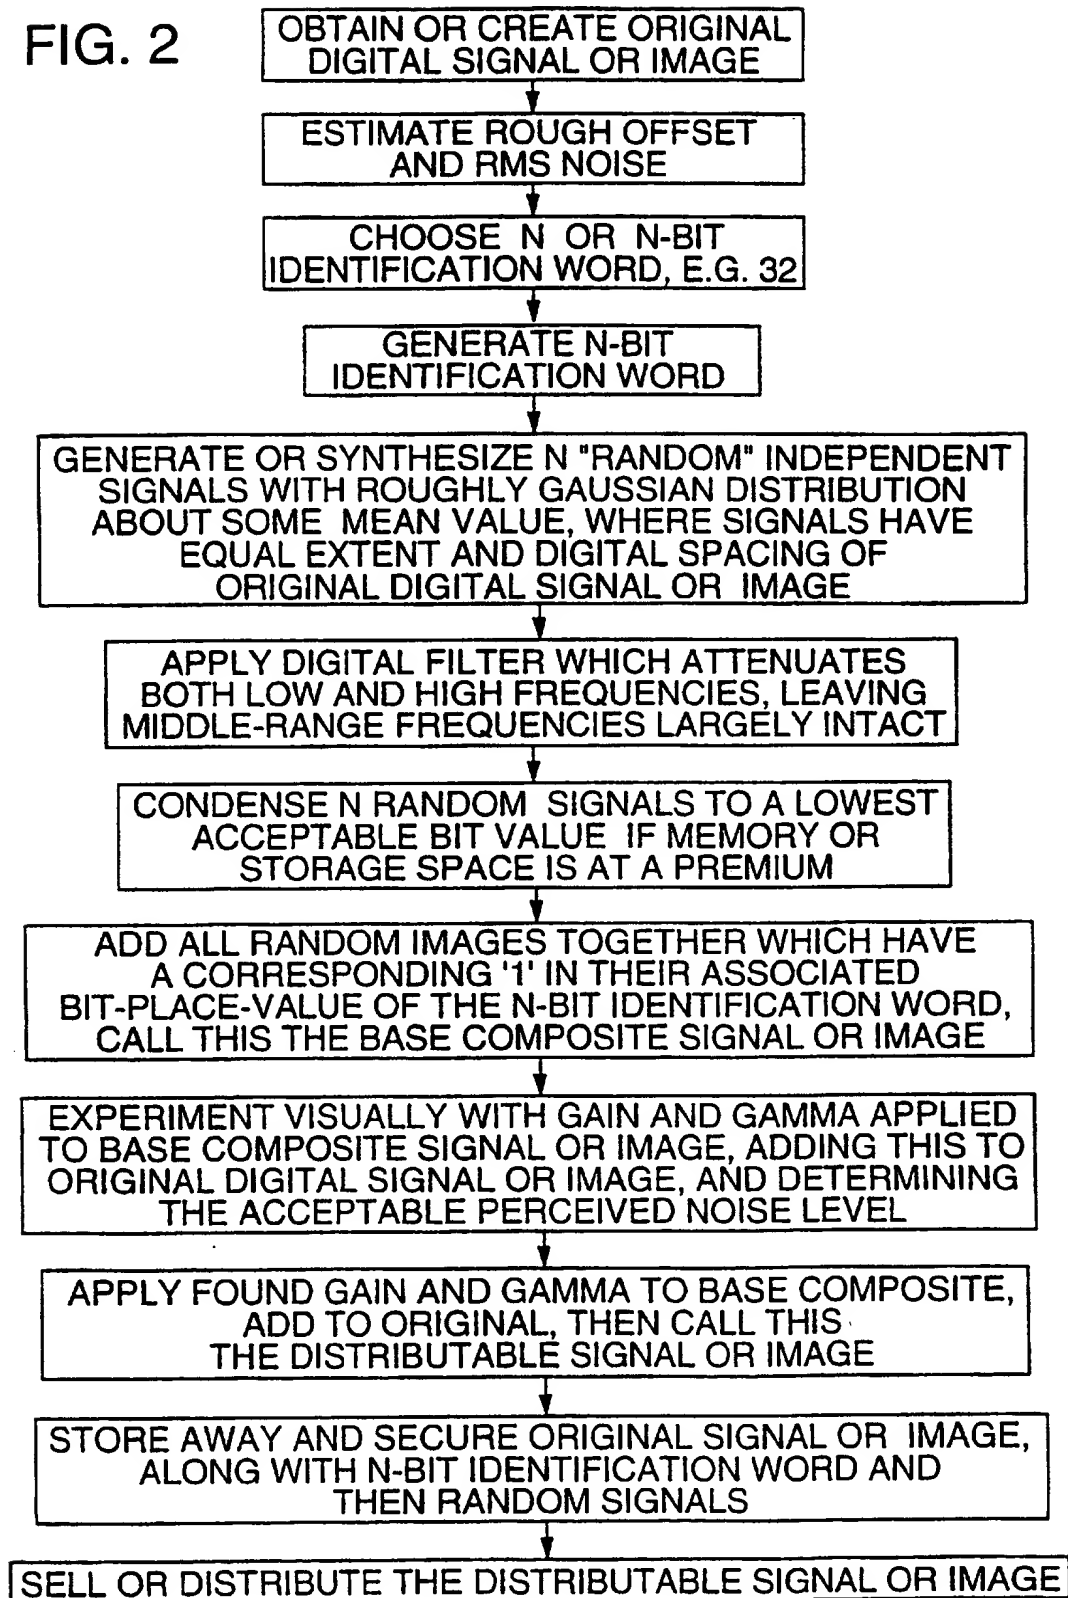 FIG. 2
OBTAIN OR CREATE ORIGINAL
DIGITAL SIGNAL OR IMAGE
ESTIMATE ROUGH OFFSET
AND RMS NOISE
CHOOSE N OR N-BIT
IDENTIFICATION WORD, E.G. 32
GENERATE N-BIT
IDENTIFICATION WORD
GENERATE OR SYNTHESIZE N "RANDOM" INDEPENDENT
SIGNALS WITH ROUGHLY GAUSSIAN DISTRIBUTION
ABOUT SOME MEAN VALUE, WHERE SIGNALS HAVE
EQUAL EXTENT AND DIGITAL SPACING OF
ORIGINAL DIGITAL SIGNAL OR IMAGE
APPLY DIGITAL FILTER WHICH ATTENUATES
BOTH LOW AND HIGH FREQUENCIES, LEAVING
MIDDLE-RANGE FREQUENCIES LARGELY INTACT
CONDENSE N RANDOM SIGNALS TO A LOWEST
ACCEPTABLE BIT VALUE IF MEMORY OR
STORAGE SPACE IS AT A PREMIUM
ADD ALL RANDOM IMAGES TOGETHER WHICH HAVE
A CORRESPONDING '1' IN THEIR ASSOCIATED
BIT-PLACE-VALUE OF THE N-BIT IDENTIFICATION WORD,
CALL THIS THE BASE COMPOSITE SIGNAL OR IMAGE
EXPERIMENT VISUALLY WITH GAIN AND GAMMA APPLIED
TO BASE COMPOSITE SIGNAL OR IMAGE, ADDING THIS TO
ORIGINAL DIGITAL SIGNAL OR IMAGE, AND DETERMINING
THE ACCEPTABLE PERCEIVED NOISE LEVEL
APPLY FOUND GAIN AND GAMMA TO BASE COMPOSITE,
ADD TO ORIGINAL, THEN CALL THIS
THE DISTRIBUTABLE SIGNAL OR IMAGE
STORE AWAY AND SECURE ORIGINAL SIGNAL OR IMAGE,
ALONG WITH N-BIT IDENTIFICATION WORD AND
THEN RANDOM SIGNALS
SELL OR DISTRIBUTE THE DISTRIBUTABLE SIGNAL OR IMAGE